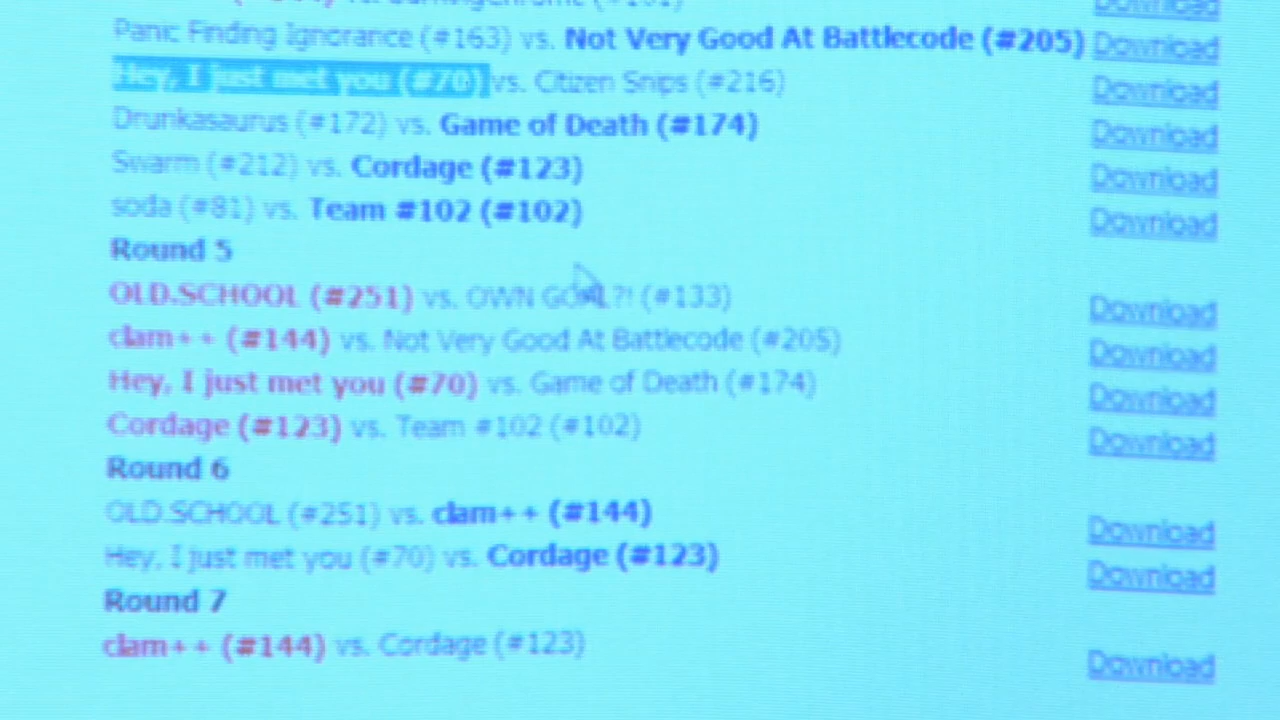 Download
Panic Finding Ignorance (#163) vs. Not Very Good At Battlecode (#205) Download
Hey, I just met you (#70) vs. Citizen Snips (#216) Download
Drunkasaurus (#172) vs. Game of Death (#174) Download
Swarm (#212) vs. Cordage (#123) Download
soda (#81) vs. Team #102 (#102) Download
Round 5
OLD.SCHOOL (#251) vs. OWN GOAL?! (#133) Download
clam++ (#144) vs. Not Very Good At Battlecode (#205) Download
Hey, I just met you (#70) vs. Game of Death (#174) Download
Cordage (#123) vs. Team #102 (#102) Download
Round 6
OLD.SCHOOL (#251) vs. clam++ (#144) Download
Hey, I just met you (#70) vs. Cordage (#123) Download
Round 7
clam++ (#144) vs. Cordage (#123) Download